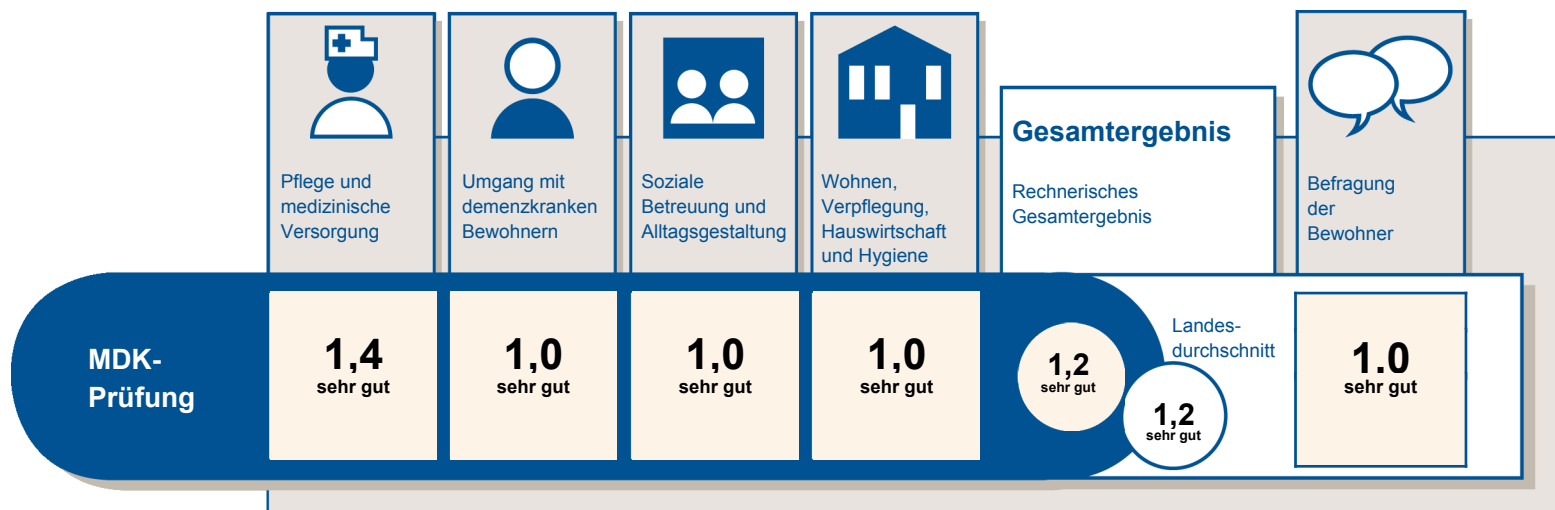 Pflege und
medizinische
Versorgung
Umgang mit
demenzkranken
Bewohnern
Soziale
Betreuung und
Alltagsgestaltung
Wohnen,
Verpflegung,
Hauswirtschaft
und Hygiene
Gesamtergebnis
Rechnerisches
Gesamtergebnis
Befragung
der
Bewohner
MDK-
Prüfung
1,4
sehr gut
1,0
sehr gut
1,0
sehr gut
1,0
sehr gut
1,2
sehr gut
Landes-
durchschnitt
1,2
sehr gut
1.0
sehr gut